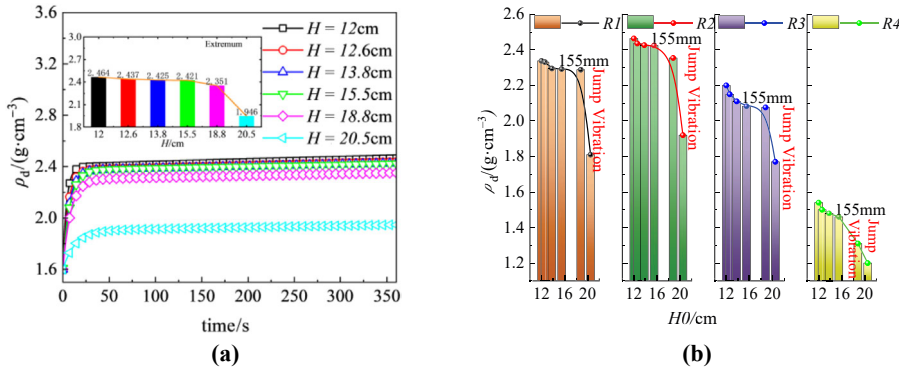 3.6
3.2
2.8
2.4
2.0
1.6
ρd/(g·cm⁻³)
0
50
100
150
200
250
300
350
time/s
H = 12cm
H = 12.6cm
H = 13.8cm
H = 15.5cm
H = 18.8cm
H = 20.5cm
Extremum
3.0
2.7
2.4
2.1
1.8
2.464
2.437
2.425
2.421
2.351
1.946
12
12.6
13.8
15.5
18.8
20.5
H/cm
(a)
2.6
2.4
2.2
2.0
1.8
1.6
1.4
1.2
ρd/(g·cm⁻³)
R1
R2
R3
R4
155mm
Jump Vibration
155mm
Jump Vibration
155mm
Jump Vibration
155mm
Jump
Vibration
12 16 20
12 16 20
12 16 20
12 16 20
H0/cm
(b)